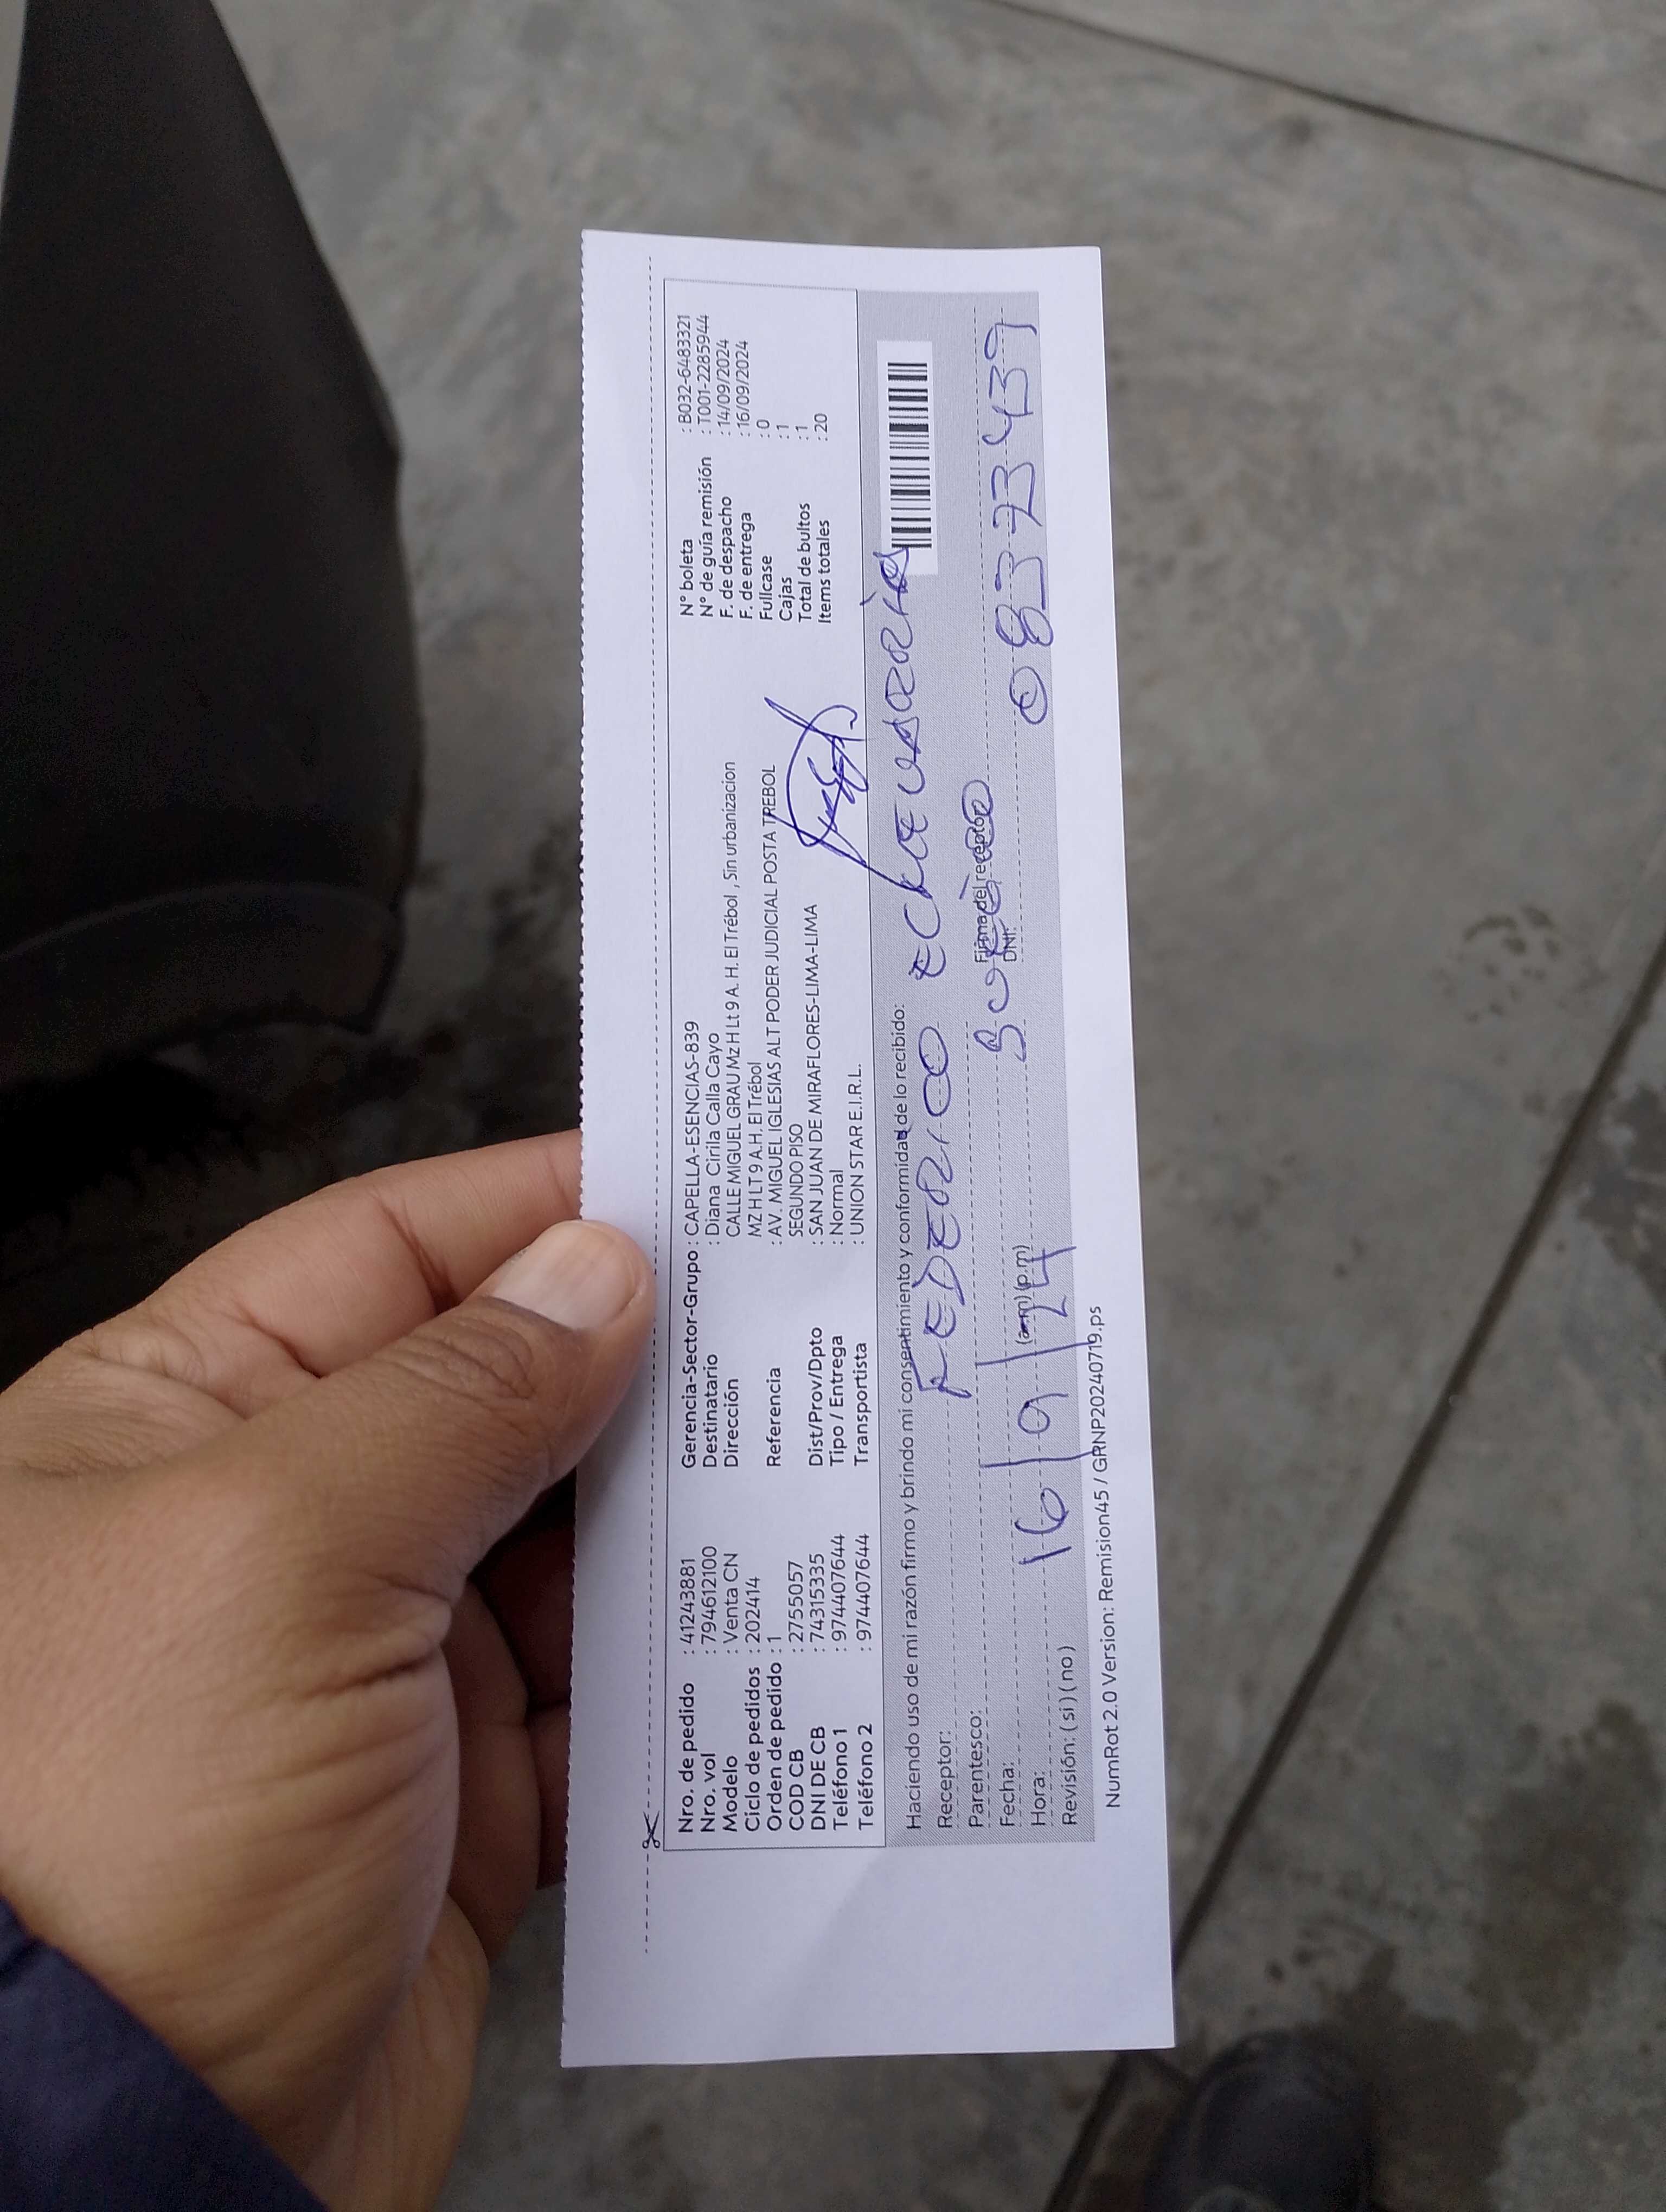 Nro. de pedido : 41243881
Nro. vol : 794612100
Modelo : Venta CN
Ciclo de pedidos : 202414
Orden de pedido : 1
COD CB : 2755057
DNI DE CB : 74315335
Teléfono 1 : 974407644
Teléfono 2 : 974407644
Gerencia-Sector-Grupo : CAPELLA-ESENCIAS-839
Destinatario : Diana Cirila Calla Cayo
Dirección CALLE MIGUEL GRAU Mz H Lt 9 A. H. El Trébol , Sin urbanizacion
MZ H LT 9 A.H. El Trébol
Referencia : AV. MIGUEL IGLESIAS ALT PODER JUDICIAL POSTA TREBOL
SEGUNDO PISO
Dist/Prov/Dpto : SAN JUAN DE MIRAFLORES-LIMA-LIMA
Tipo / Entrega : Normal
Transportista : UNION STAR E.I.R.L.
N° boleta : B032-6483321
N° de guía remisión : T001-2285944
F. de despacho : 14/09/2024
F. de entrega : 16/09/2024
Fullcase : 0
Cajas : 1
Total de bultos : 1
Items totales : 20
Haciendo uso de mi razón firmo y brindo mi consentimiento y conformidad de lo recibido:
Receptor: FEDERICO
Parentesco: SUEGRO
Fecha: 16/9/24
Hora: (a.m) (p.m)
Revisión: ( si ) ( no )
Firma del receptor
DNI: 08373439
NumRot 2.0 Version: Remision45 / GRNP20240719.ps